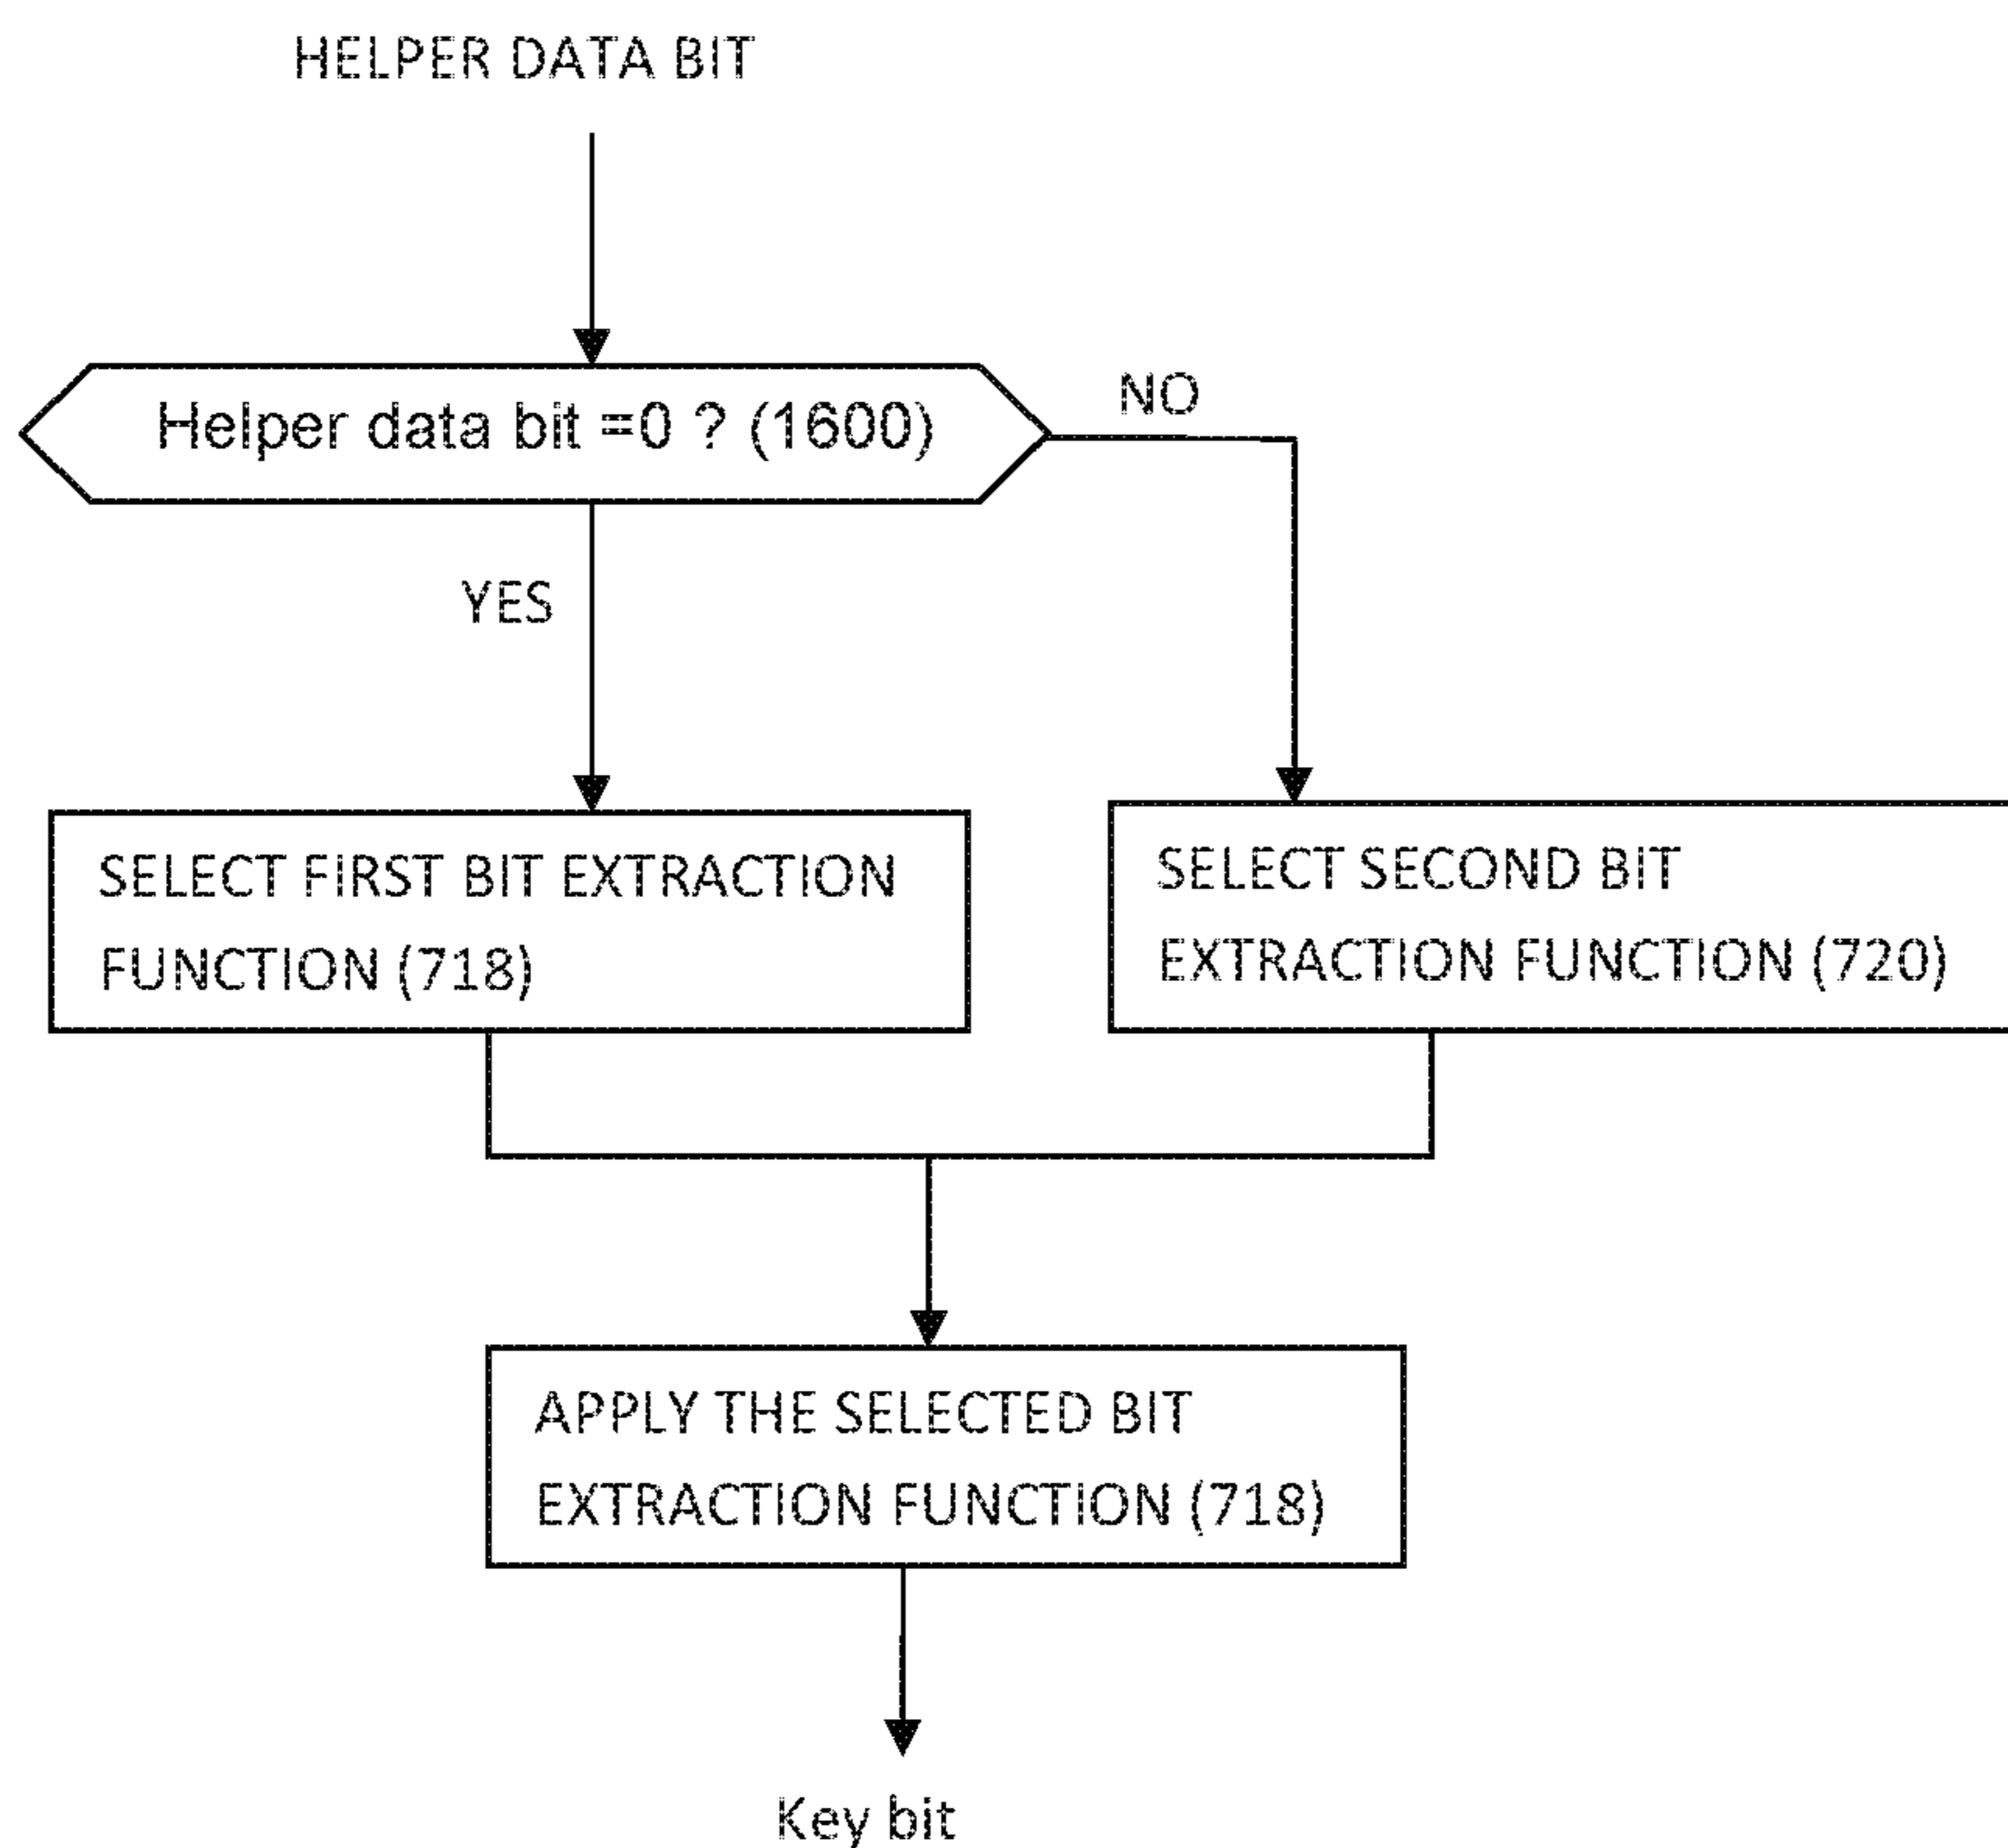 HELPER DATA BIT
Helper data bit =0 ? (1600)
NO
YES
SELECT FIRST BIT EXTRACTION
FUNCTION (718)
SELECT SECOND BIT
EXTRACTION FUNCTION (720)
APPLY THE SELECTED BIT
EXTRACTION FUNCTION (718)
Key bit